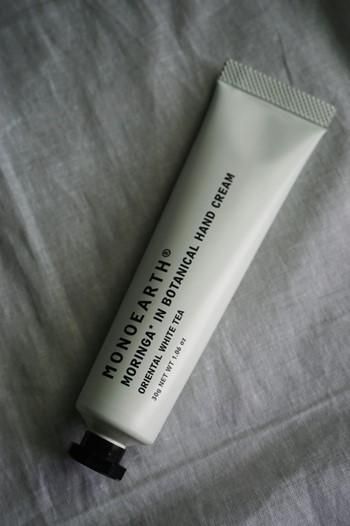 MONOEARTH®
MORINGA* IN BOTANICAL HAND CREAM
ORIENTAL WHITE TEA
30g NET WT 1.06 oz